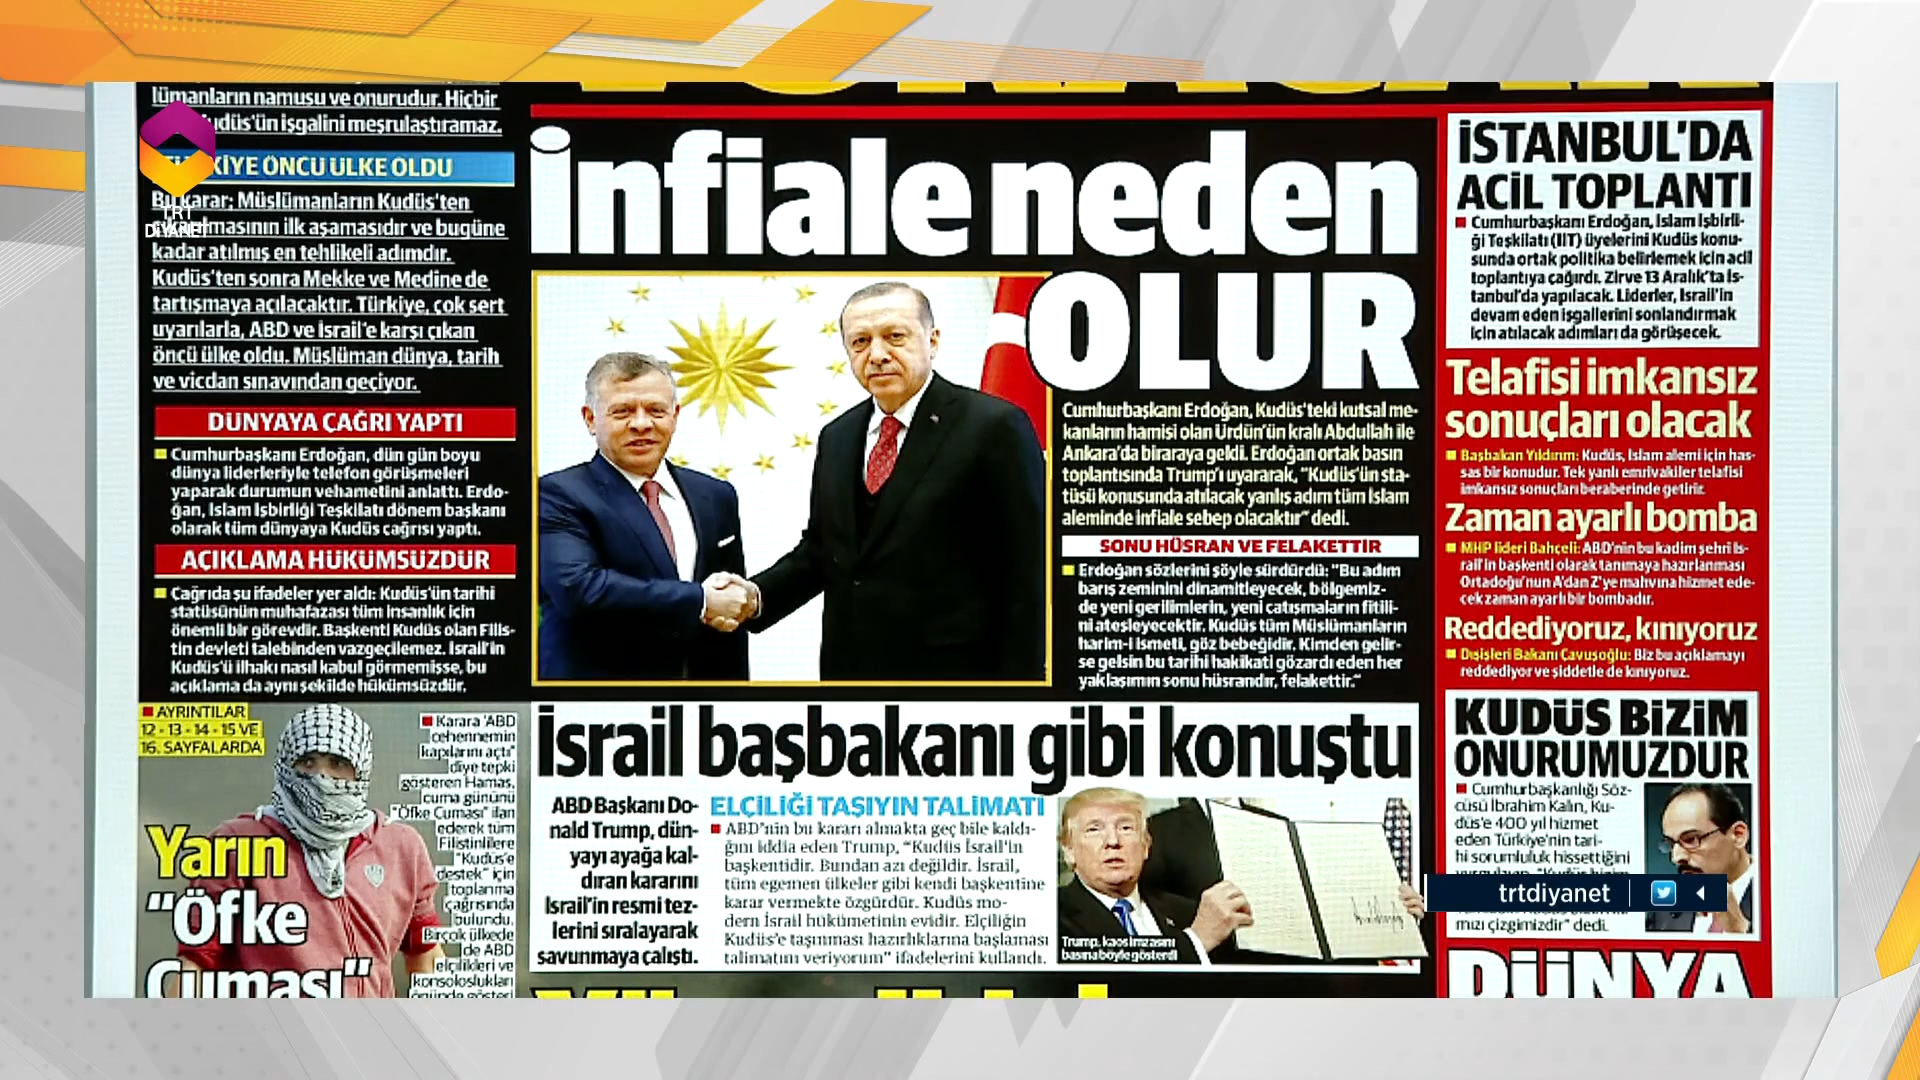 lümanların namusu ve onurudur. Hiçbir
udüs'ün işgalini meşrulaştıramaz.
KİYE ÖNCÜ ÜLKE OLDU
Bu karar; Müslümanların Kudüs'ten
çıkarılmasının ilk aşamasıdır ve bugüne
kadar atılmış en tehlikeli adımdır.
Kudüs'ten sonra Mekke ve Medine de
tartışmaya açılacaktır. Türkiye, çok sert
uyarılarla, ABD ve İsrail'e karşı çıkan
öncü ülke oldu. Müslüman dünya, tarih
ve vicdan sınavından geçiyor.
TRT
DİYANET
DÜNYAYA ÇAĞRI YAPTI
Cumhurbaşkanı Erdoğan, dün gün boyu
dünya liderleriyle telefon görüşmeleri
yaparak durumun vehametini anlattı. Erdo-
ğan, İslam İşbirliği Teşkilatı dönem başkanı
olarak tüm dünyaya Kudüs çağrısı yaptı.
AÇIKLAMA HÜKÜMSÜZDÜR
Çağrıda şu ifadeler yer aldı: Kudüs'ün tarihi
statüsünün muhafazası tüm insanlık için
önemli bir görevdir. Başkenti Kudüs olan Filis-
tin devleti talebinden vazgeçilemez. İsrail'in
Kudüs'ü ilhakı nasıl kabul görmemişse, bu
açıklama da aynı şekilde hükümsüzdür.
AYRINTILAR
12 - 13 - 14 - 15 VE
16. SAYFALARDA
Yarın
"Öfke
Cuması"
Karara 'ABD
cehennemin
kapılarını açtı"
diye tepki
gösteren Hamas,
cuma gününü
"Öfke Cuması" ilan
ederek tüm
Filistinlilere
"Kudüs'e
destek" için
toplanma
çağrısında
bulundu.
Birçok ülkede
de ABD
elçilikleri ve
konsoloslukları
önünde gösteri
İnfiale neden
OLUR
Cumhurbaşkanı Erdoğan, Kudüs'teki kutsal me-
kanların hamisi olan Ürdün'ün kralı Abdullah ile
Ankara'da biraraya geldi. Erdoğan ortak basın
toplantısında Trump'ı uyararak, "Kudüs'ün sta-
tüsü konusunda atılacak yanlış adım tüm İslam
aleminde infiale sebep olacaktır" dedi.
SONU HÜSRAN VE FELAKETTİR
Erdoğan sözlerini şöyle sürdürdü: "Bu adım
barış zeminini dinamitleyecek, bölgemiz-
de yeni gerilimlerin, yeni çatışmaların fitili-
ni ateşleyecektir. Kudüs tüm Müslümanların
harim-i ismeti, göz bebeğidir. Kimden gelir-
se gelsin bu tarihi hakikati gözardı eden her
yaklaşımın sonu hüsrandır, felakettir."
İsrail başbakanı gibi konuştu
ABD Başkanı Do-
nald Trump, dün-
yayı ayağa kal-
dıran kararını
İsrail'in resmi tez-
lerini sıralayarak
savunmaya çalıştı.
ELÇİLİĞİ TAŞIYIN TALİMATI
ABD'nin bu kararı almakta geç bile kaldı-
ğını iddia eden Trump, "Kudüs İsrail'in
başkentidir. Bundan azı değildir. İsrail,
tüm egemen ülkeler gibi kendi başkentine
karar vermekte özgürdür. Kudüs mo-
dern İsrail hükümetinin evidir. Elçiliğin
Kudüs'e taşınması hazırlıklarına başlaması
talimatını veriyorum" ifadelerini kullandı.
Trump, kaos imzasını
basına böyle gösterdi
İSTANBUL'DA
ACİL TOPLANTI
Cumhurbaşkanı Erdoğan, İslam İşbirli-
ği Teşkilatı (İİT) üyelerini Kudüs konu-
sunda ortak politika belirlemek için acil
toplantıya çağırdı. Zirve 13 Aralık'ta İs-
tanbul'da yapılacak. Liderler, İsrail'in
devam eden işgallerini sonlandırmak
için atılacak adımları da görüşecek.
Telafisi imkansız
sonuçları olacak
Başbakan Yıldırım: Kudüs, İslam alemi için has-
sas bir konudur. Tek yanlı emrivakiler telafisi
imkansız sonuçları beraberinde getirir.
Zaman ayarlı bomba
MHP lideri Bahçeli: ABD'nin bu kadim şehri İs-
rail'in başkenti olarak tanımaya hazırlanması
Ortadoğu'nun A'dan Z'ye mahvına hizmet ede-
cek zaman ayarlı bir bombadır.
Reddediyoruz, kınıyoruz
Dışişleri Bakanı Çavuşoğlu: Biz bu açıklamayı
reddediyor ve şiddetle de kınıyoruz.
KUDÜS BİZİM
ONURUMUZDUR
Cumhurbaşkanlığı Söz-
cüsü İbrahim Kalın, Ku-
düs'e 400 yıl hizmet
eden Türkiye'nin tari-
hi sorumluluk hissettiğini
mızı çizgimizdir" dedi.
trtdiyanet
DÜNYA